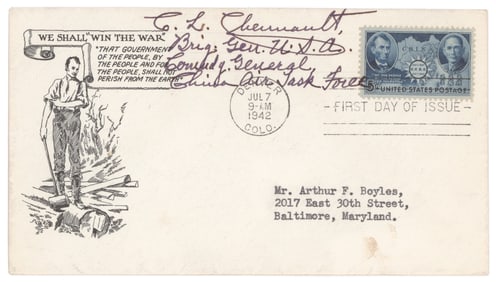 WE SHALL "WIN THE WAR"
"THAT GOVERNMENT
OF THE PEOPLE, BY
THE PEOPLE AND FOR
THE PEOPLE, SHALL NOT
PERISH FROM THE EARTH"
C. L. Chennault,
Brig. Gen. U.S.A.
Comndg General,
China Air Task Force
CHINA
5¢ UNITED STATES POSTAGE
DENVER
JUL 7
9-AM
1942
COLO.
FIRST DAY OF ISSUE
Mr. Arthur F. Boyles,
2017 East 30th Street,
Baltimore, Maryland.